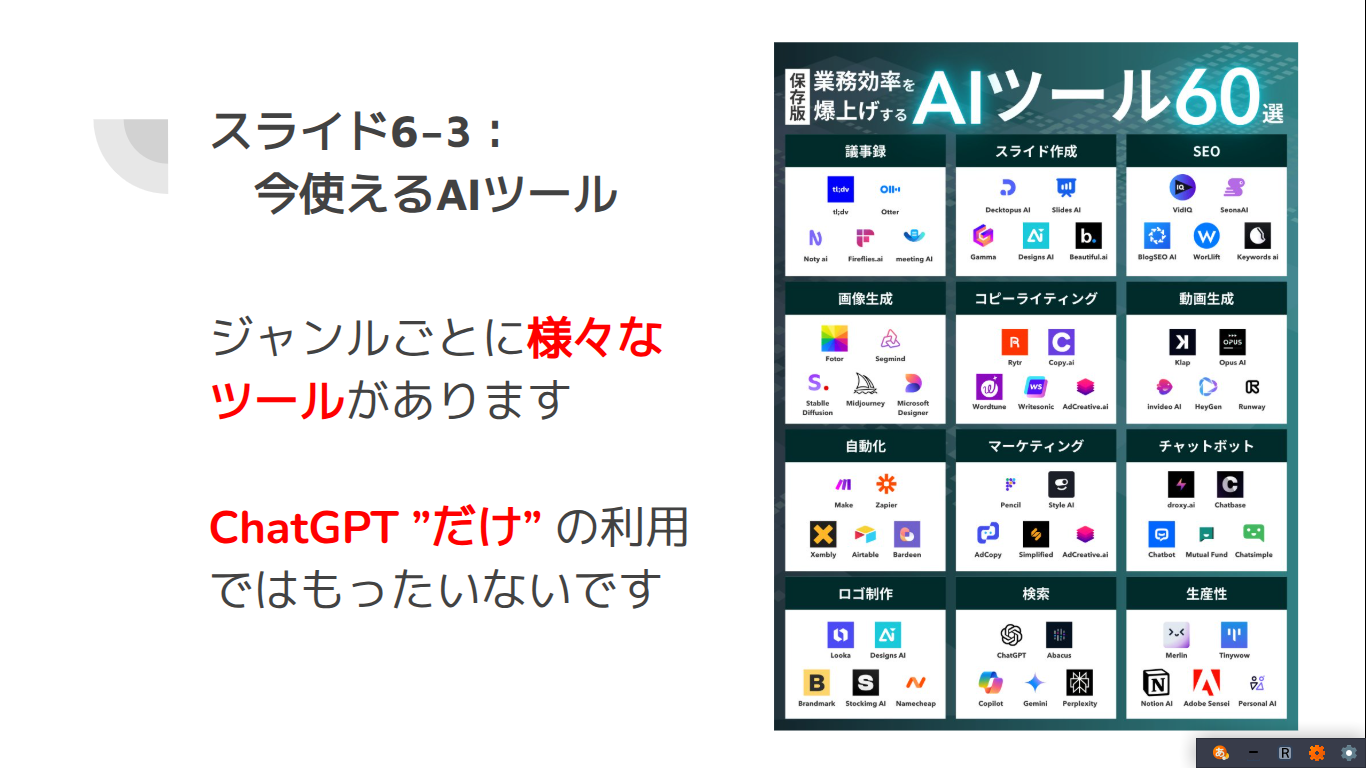 スライド6−3：
今使えるAIツール
ジャンルごとに様々な
ツールがあります
ChatGPT ”だけ” の利用
ではもったいないです
保存版
業務効率を
爆上げする
AIツール60選
議事録
tl;dv
tl;dv
Otter
Noty ai
Fireflies.ai
meeting AI
スライド作成
Decktopus AI
Slides AI
Gamma
Designs AI
b.
Beautiful.ai
SEO
IQ
VidIQ
SeonaAI
BlogSEO AI
W
WorLlift
Keywords ai
画像生成
Fotor
Segmind
S.
Stablle
Diffusion
Midjourney
Microsoft
Designer
コピーライティング
R
Rytr
C
Copy.ai
Wordtune
WS
Writesonic
AdCreative.ai
動画生成
Klap
OPUS
Opus AI
invideo AI
HeyGen
R
Runway
自動化
Make
Zapier
Xembly
Airtable
Bardeen
マーケティング
Pencil
Style AI
AdCopy
Simplified
AdCreative.ai
チャットボット
droxy.ai
C
Chatbase
Chatbot
Mutual Fund
Chatsimple
ロゴ制作
Looka
Designs AI
B
Brandmark
S
Stocking AI
Namecheap
検索
ChatGPT
Abacus
Copilot
Gemini
Perplexity
生産性
Merlin
Tinywow
N
Notion AI
Adobe Sensei
Personal AI
あ
R